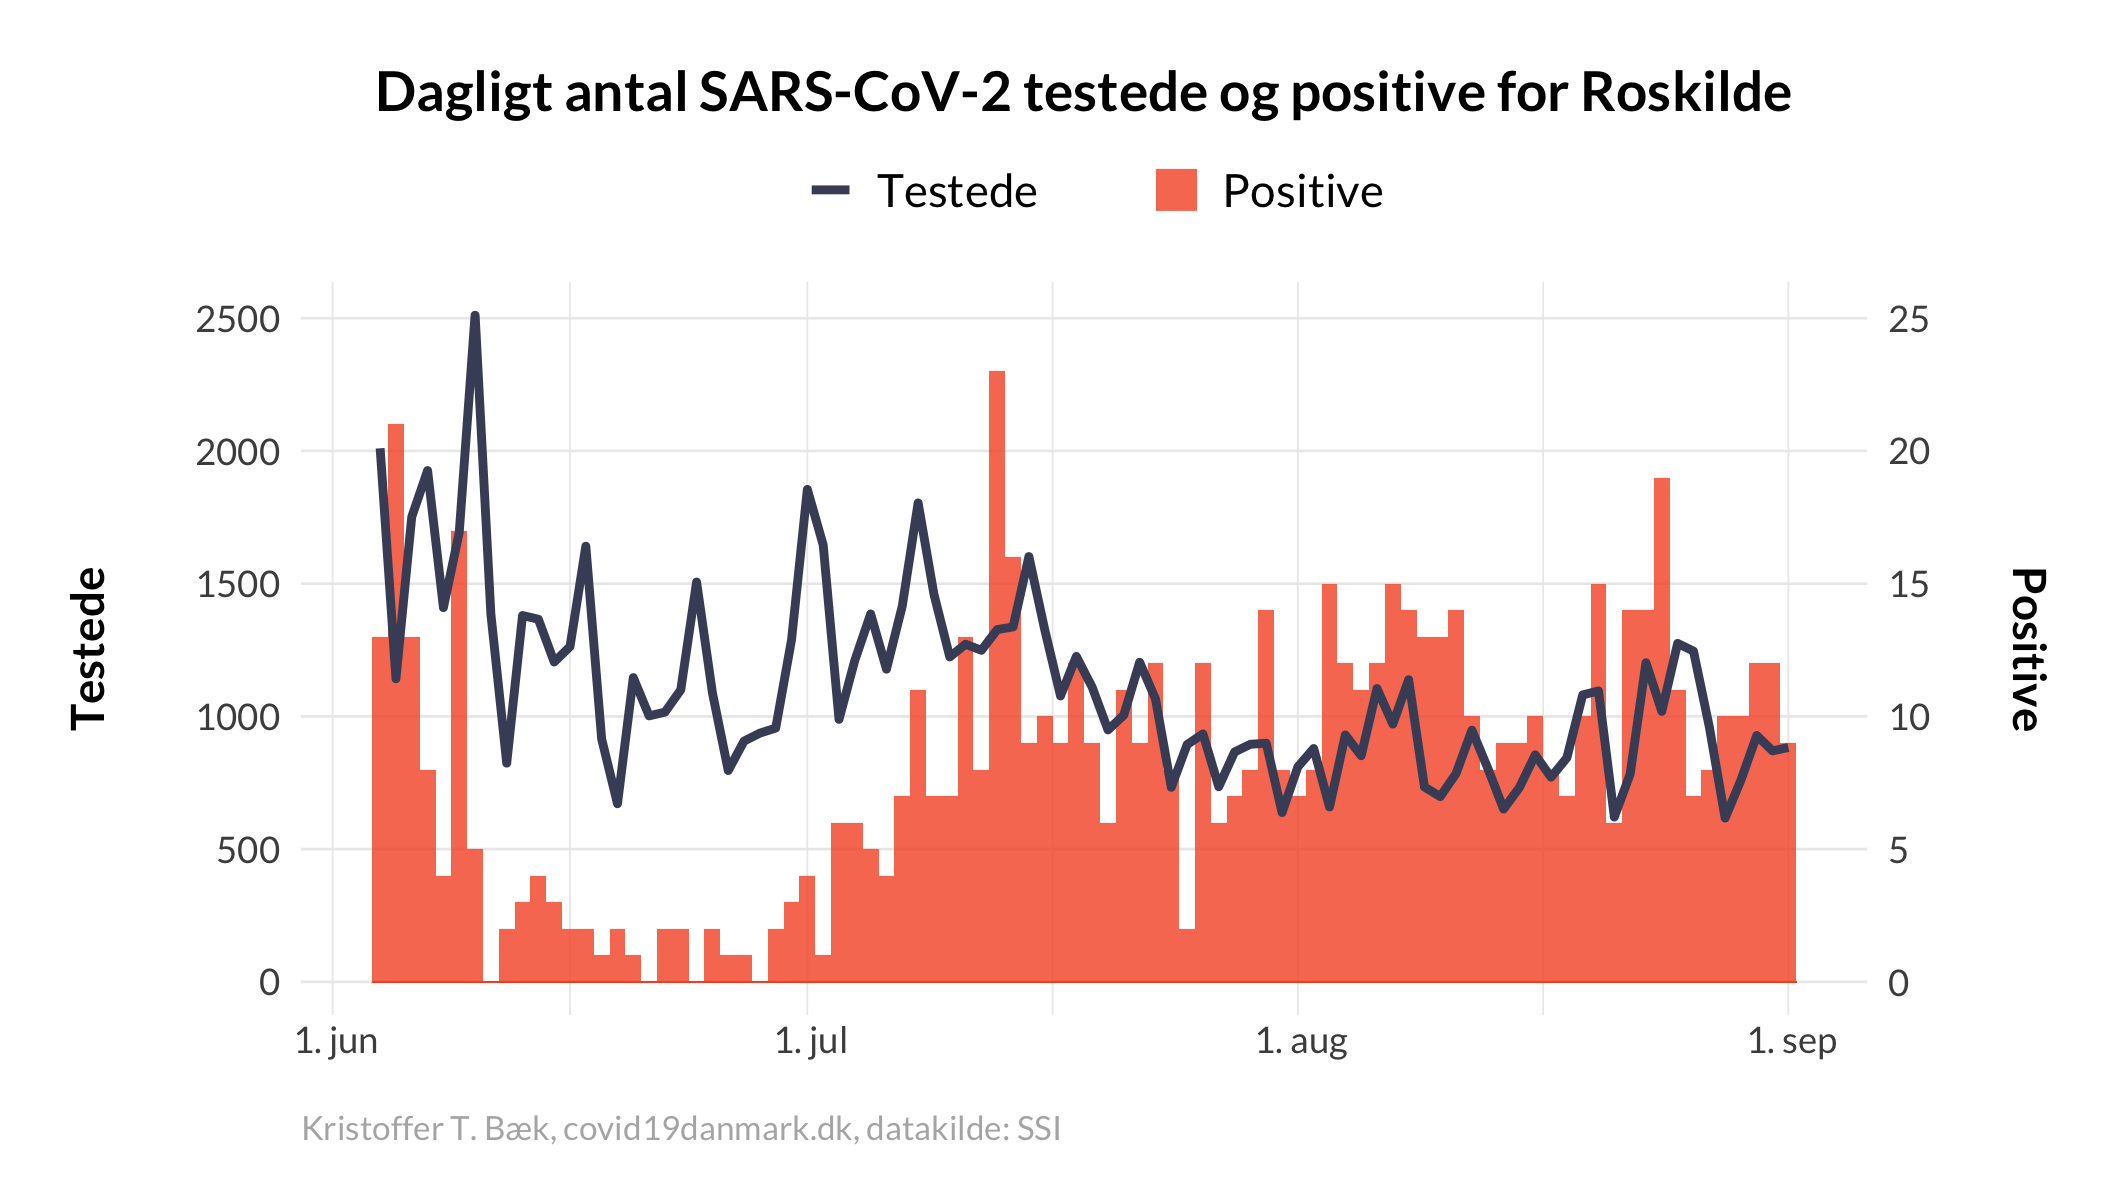 Dagligt antal SARS-CoV-2 testede og positive for Roskilde
Testede
Positive
2500
2000
1500
1000
500
0
Testede
25
20
15
10
5
0
Positive
1. jun
1. jul
1. aug
1. sep
Kristoffer T. Bæk, covid19danmark.dk, datakilde: SSI